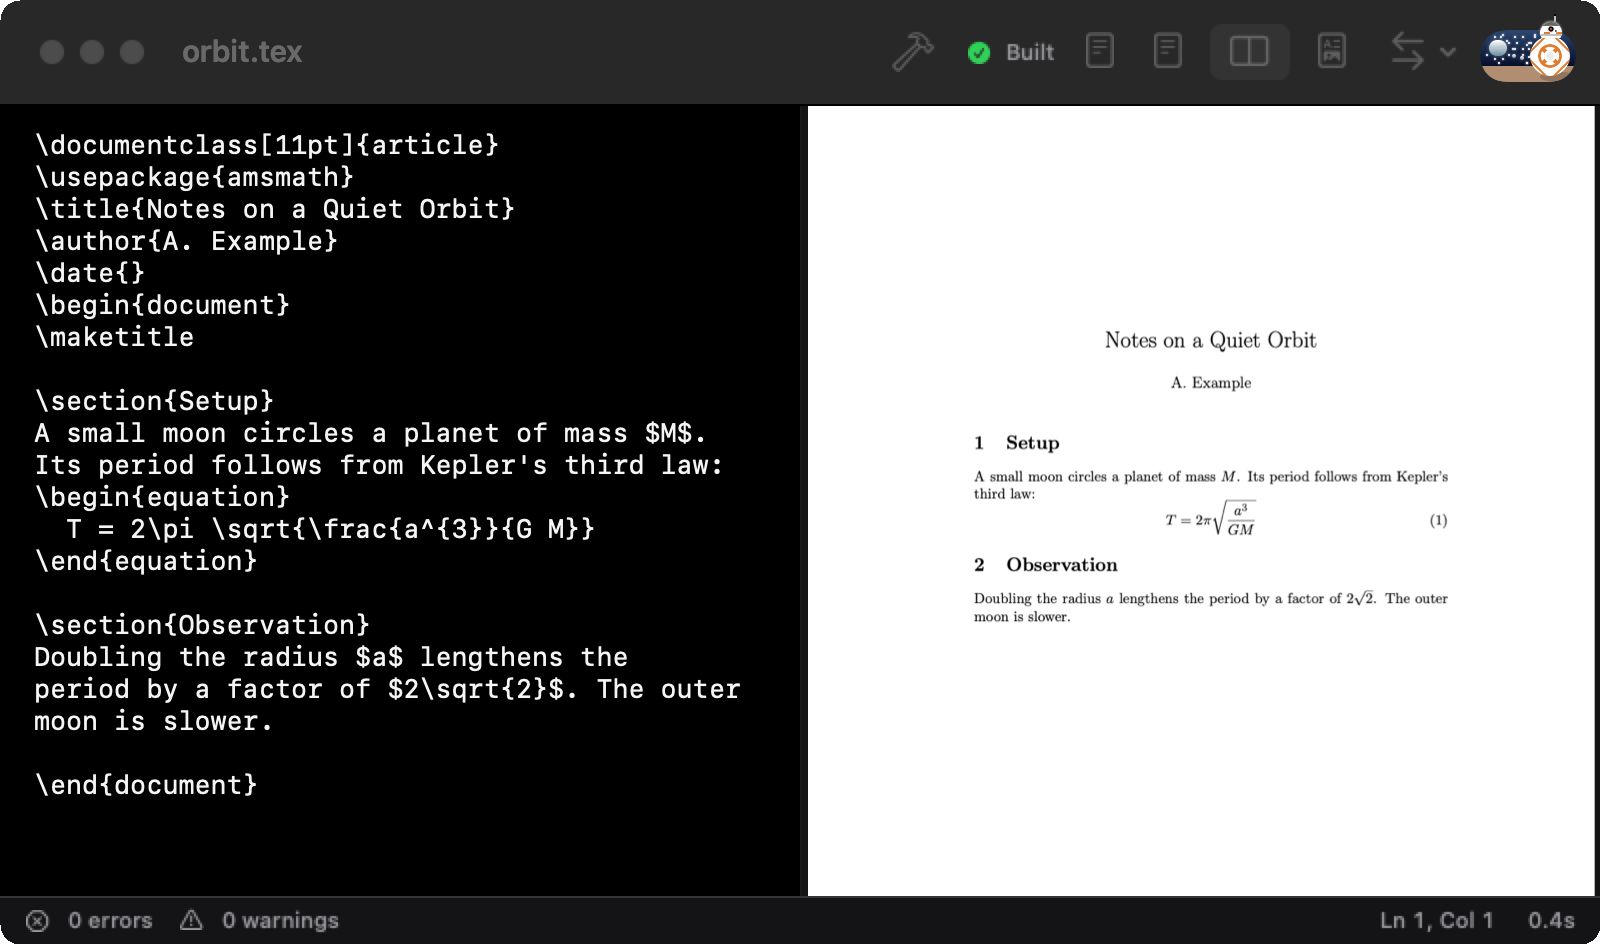 orbit.tex
Built
\documentclass[11pt]{article}
\usepackage{amsmath}
\title{Notes on a Quiet Orbit}
\author{A. Example}
\date{}
\begin{document}
\maketitle
\section{Setup}
A small moon circles a planet of mass $M$.
Its period follows from Kepler's third law:
\begin{equation}
  T = 2\pi \sqrt{\frac{a^{3}}{G M}}
\end{equation}
\section{Observation}
Doubling the radius $a$ lengthens the
period by a factor of $2\sqrt{2}$. The outer
moon is slower.
\end{document}
Notes on a Quiet Orbit
A. Example
1 Setup
A small moon circles a planet of mass M. Its period follows from Kepler's
third law:
T = 2π√(a³/GM) (1)
2 Observation
Doubling the radius a lengthens the period by a factor of 2√2. The outer
moon is slower.
0 errors 0 warnings
Ln 1, Col 1 0.4s